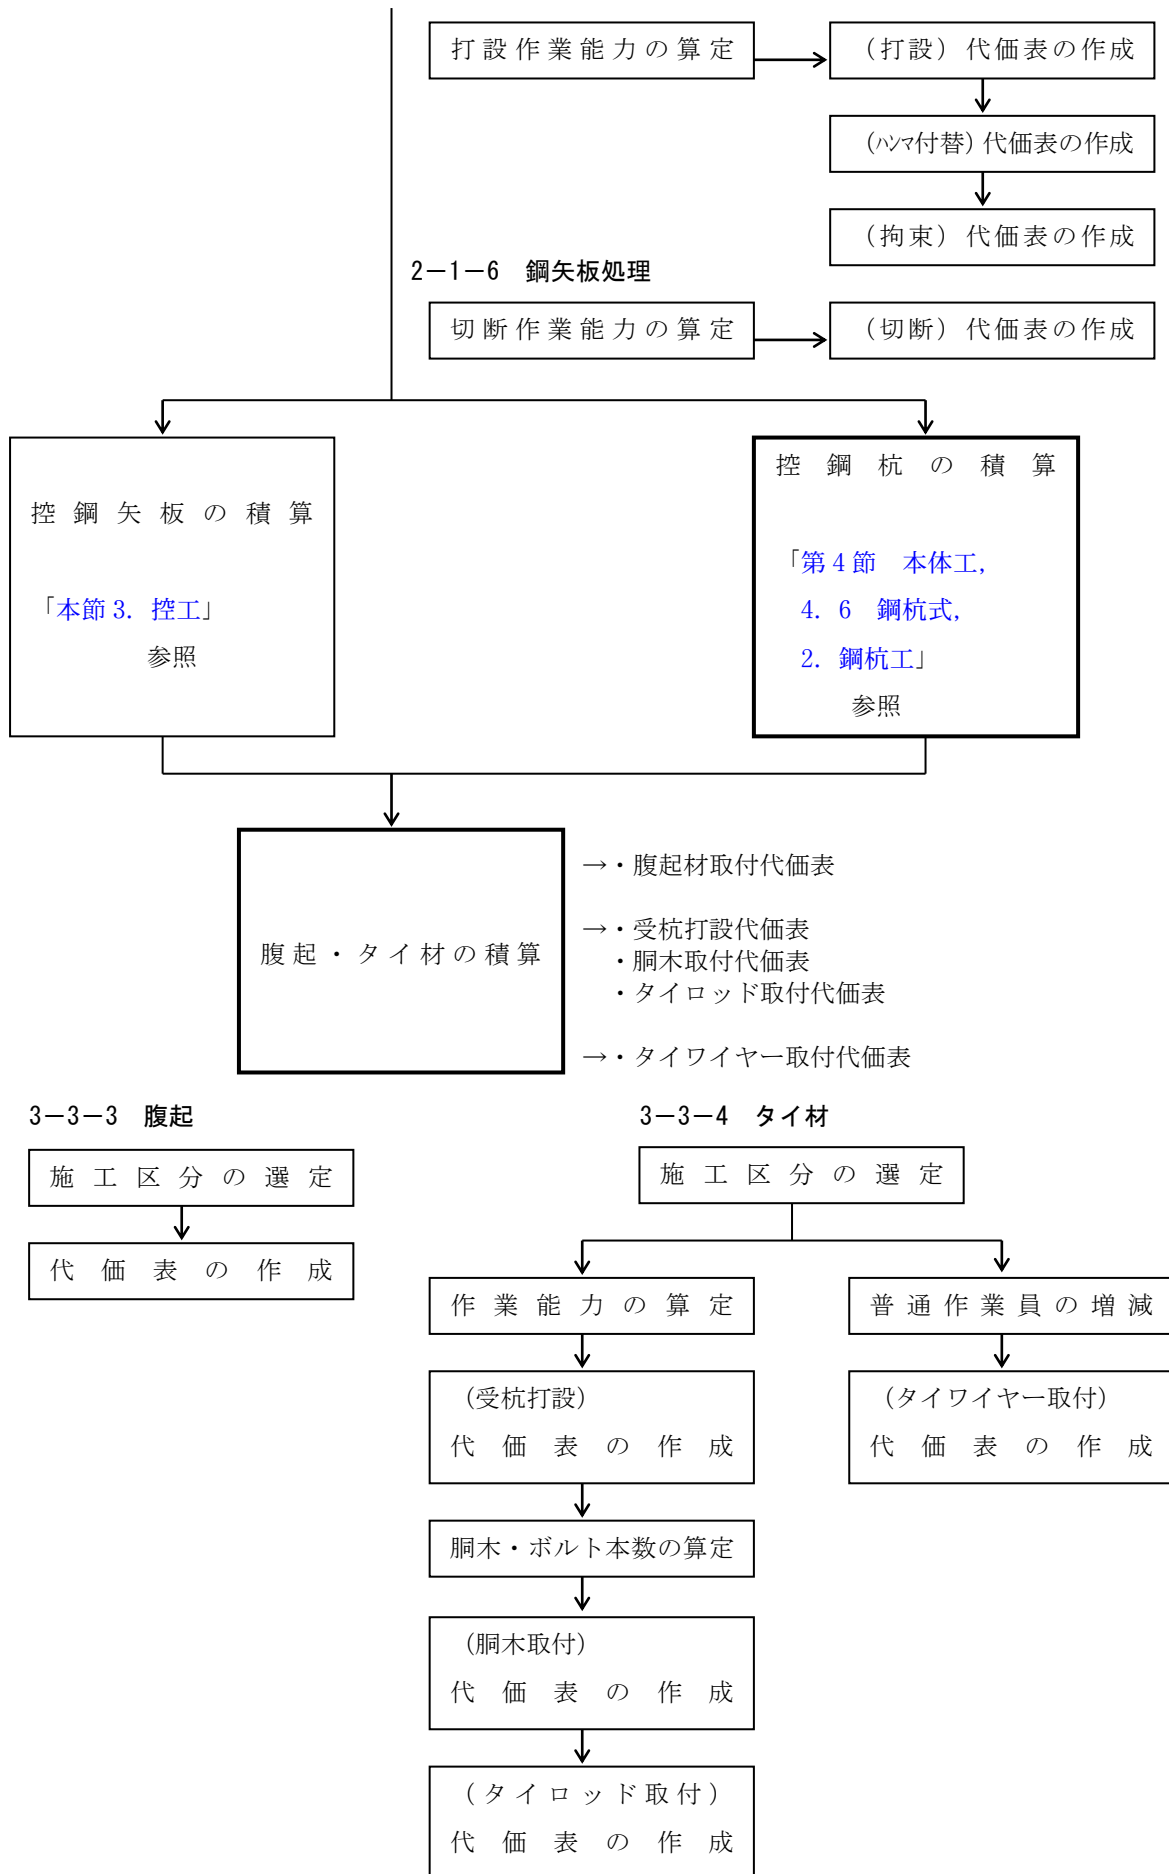 打設作業能力の算定
（打設）代価表の作成
（ﾊﾝﾏ付替）代価表の作成
（拘束）代価表の作成
2－1－6　鋼矢板処理
切断作業能力の算定
（切断）代価表の作成
控鋼矢板の積算
「本節3．控工」
参照
控鋼杭の積算
「第4節　本体工，
4．6　鋼杭式，
2．鋼杭工」
参照
腹起・タイ材の積算
→・腹起材取付代価表
→・受杭打設代価表
・胴木取付代価表
・タイロッド取付代価表
→・タイワイヤー取付代価表
3－3－3　腹起
施工区分の選定
代価表の作成
3－3－4　タイ材
施工区分の選定
作業能力の算定
（受杭打設）
代価表の作成
胴木・ボルト本数の算定
（胴木取付）
代価表の作成
（タイロッド取付）
代価表の作成
普通作業員の増減
（タイワイヤー取付）
代価表の作成